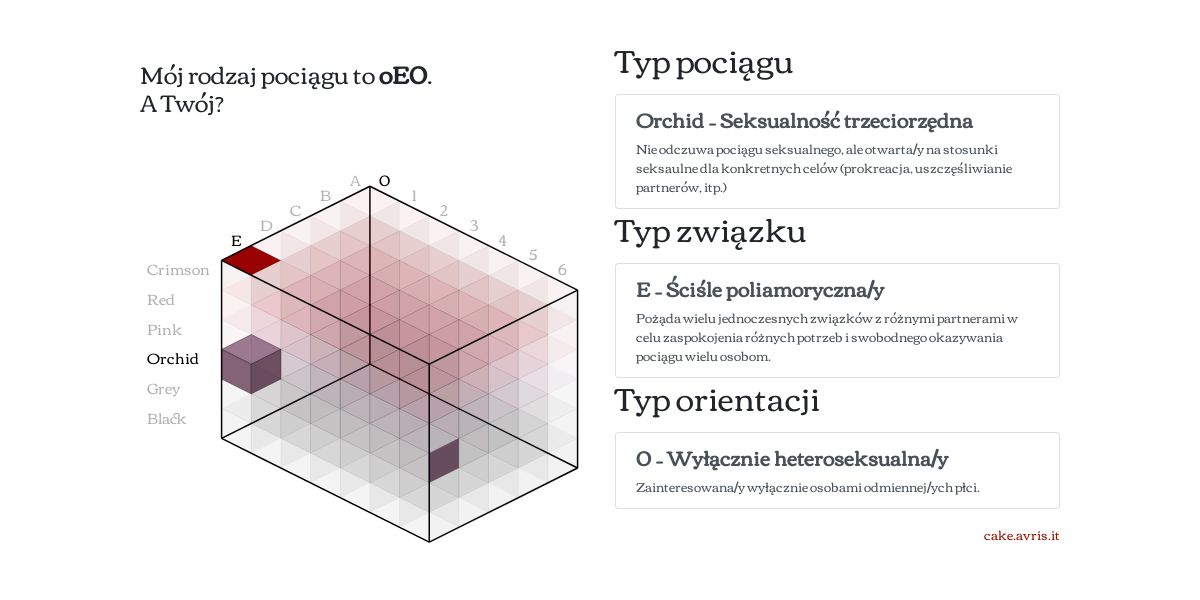 Mój rodzaj pociągu to oEO.
A Twój?
A
O
B
1
C
2
D
3
E
4
5
6
Crimson
Red
Pink
Orchid
Grey
Black
Typ pociągu
Orchid – Seksualność trzeciorzędna
Nie odczuwa pociągu seksualnego, ale otwarta/y na stosunki
seksaulne dla konkretnych celów (prokreacja, uszczęśliwianie
partnerów, itp.)
Typ związku
E – Ściśle poliamoryczna/y
Pożąda wielu jednoczesnych związków z różnymi partnerami w
celu zaspokojenia różnych potrzeb i swobodnego okazywania
pociągu wielu osobom.
Typ orientacji
0 – Wyłącznie heteroseksualna/y
Zainteresowana/y wyłącznie osobami odmiennej/ych płci.
cake.avris.it